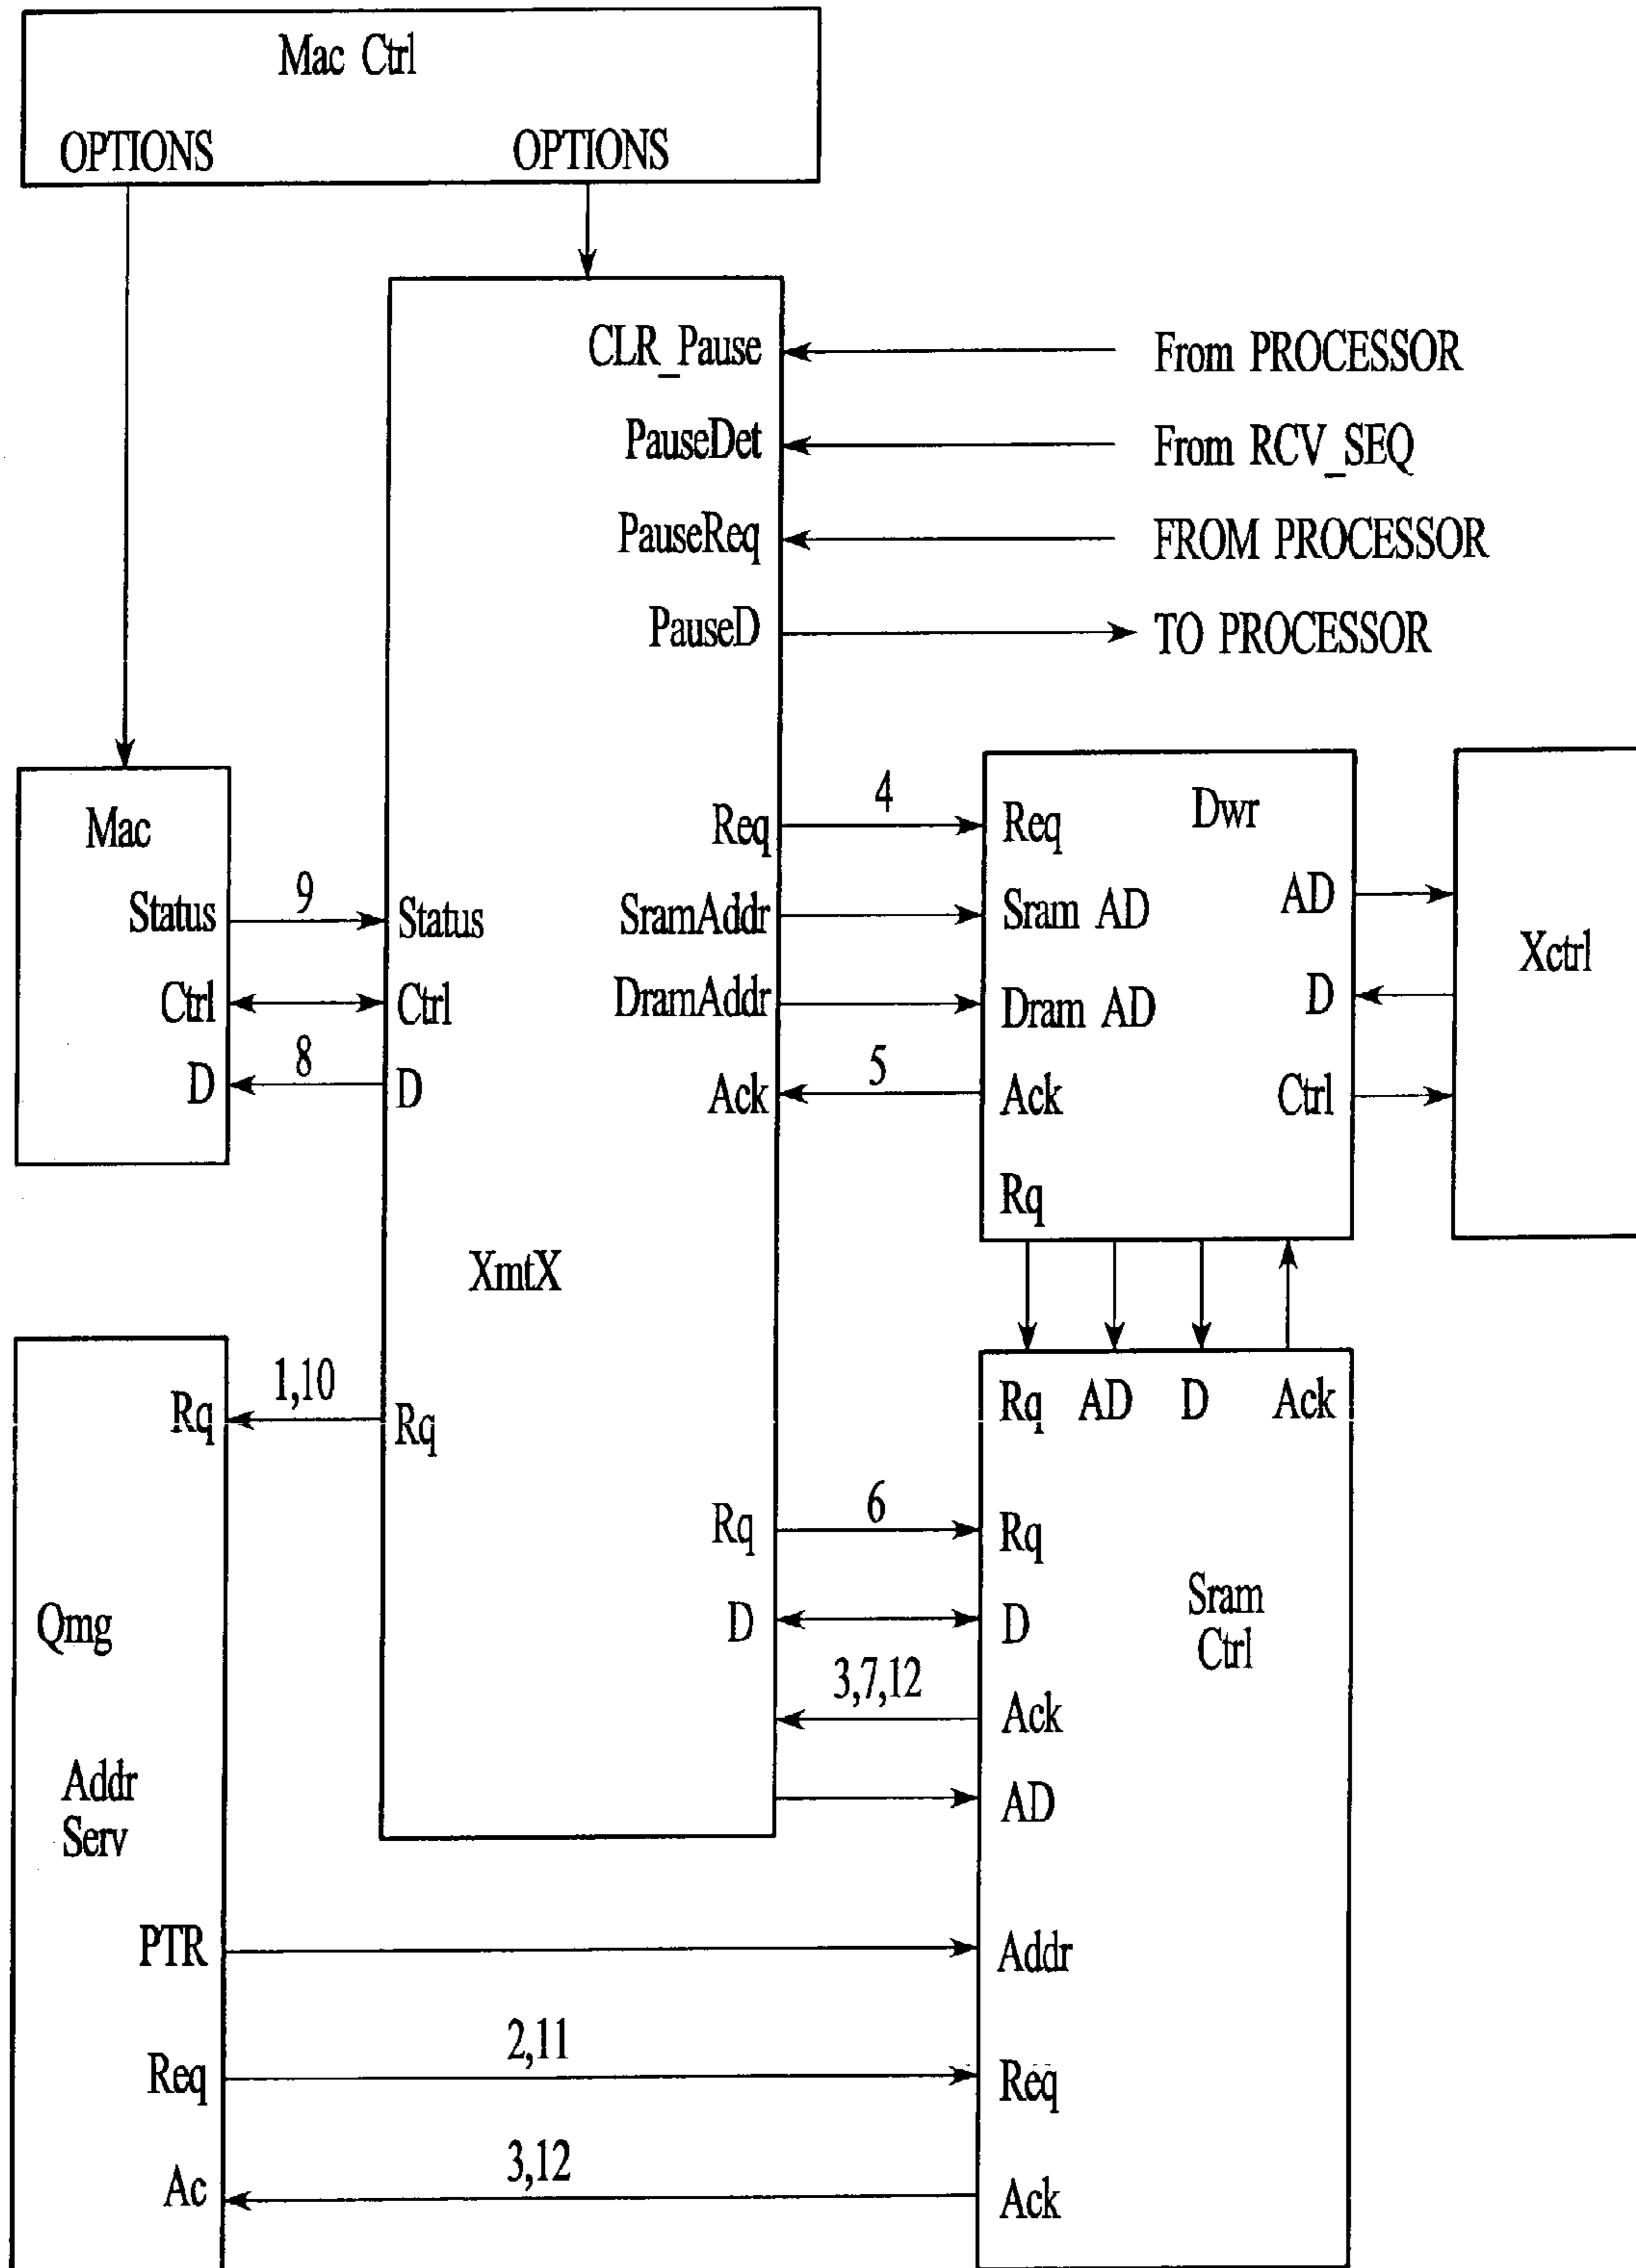 Mac Ctrl
OPTIONS OPTIONS
CLR_Pause From PROCESSOR
PauseDet From RCV_SEQ
PauseReq FROM PROCESSOR
PauseD TO PROCESSOR
Mac
Status
Ctrl
D
9
8
Status
Ctrl
D
XmtX
Req
SramAddr
DramAddr
Ack
4
5
Req
Dwr
Sram AD
Dram AD
Ack
Rq
AD
D
Ctrl
Xctrl
Rq 1,10 Rq
Qmg
Addr
Serv
PTR
Req
Ac
Rq AD D Ack
Rq 6 Rq
D D
3,7,12 Ack
AD
Sram
Ctrl
Addr
2,11 Req
3,12 Ack